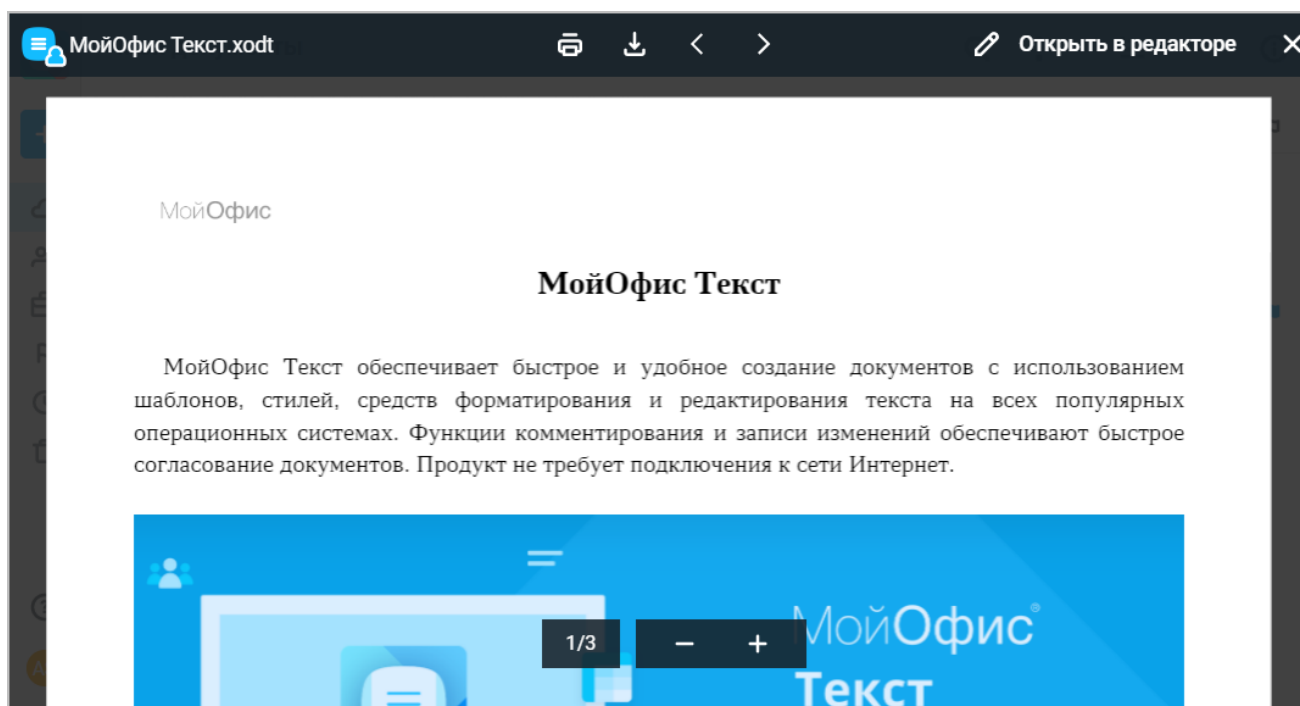 МойОфис Текст.xodt
Открыть в редакторе
МойОфис
МойОфис Текст
МойОфис Текст обеспечивает быстрое и удобное создание документов с использованием
шаблонов, стилей, средств форматирования и редактирования текста на всех популярных
операционных системах. Функции комментирования и записи изменений обеспечивают быстрое
согласование документов. Продукт не требует подключения к сети Интернет.
МойОфис®
1/3
Текст